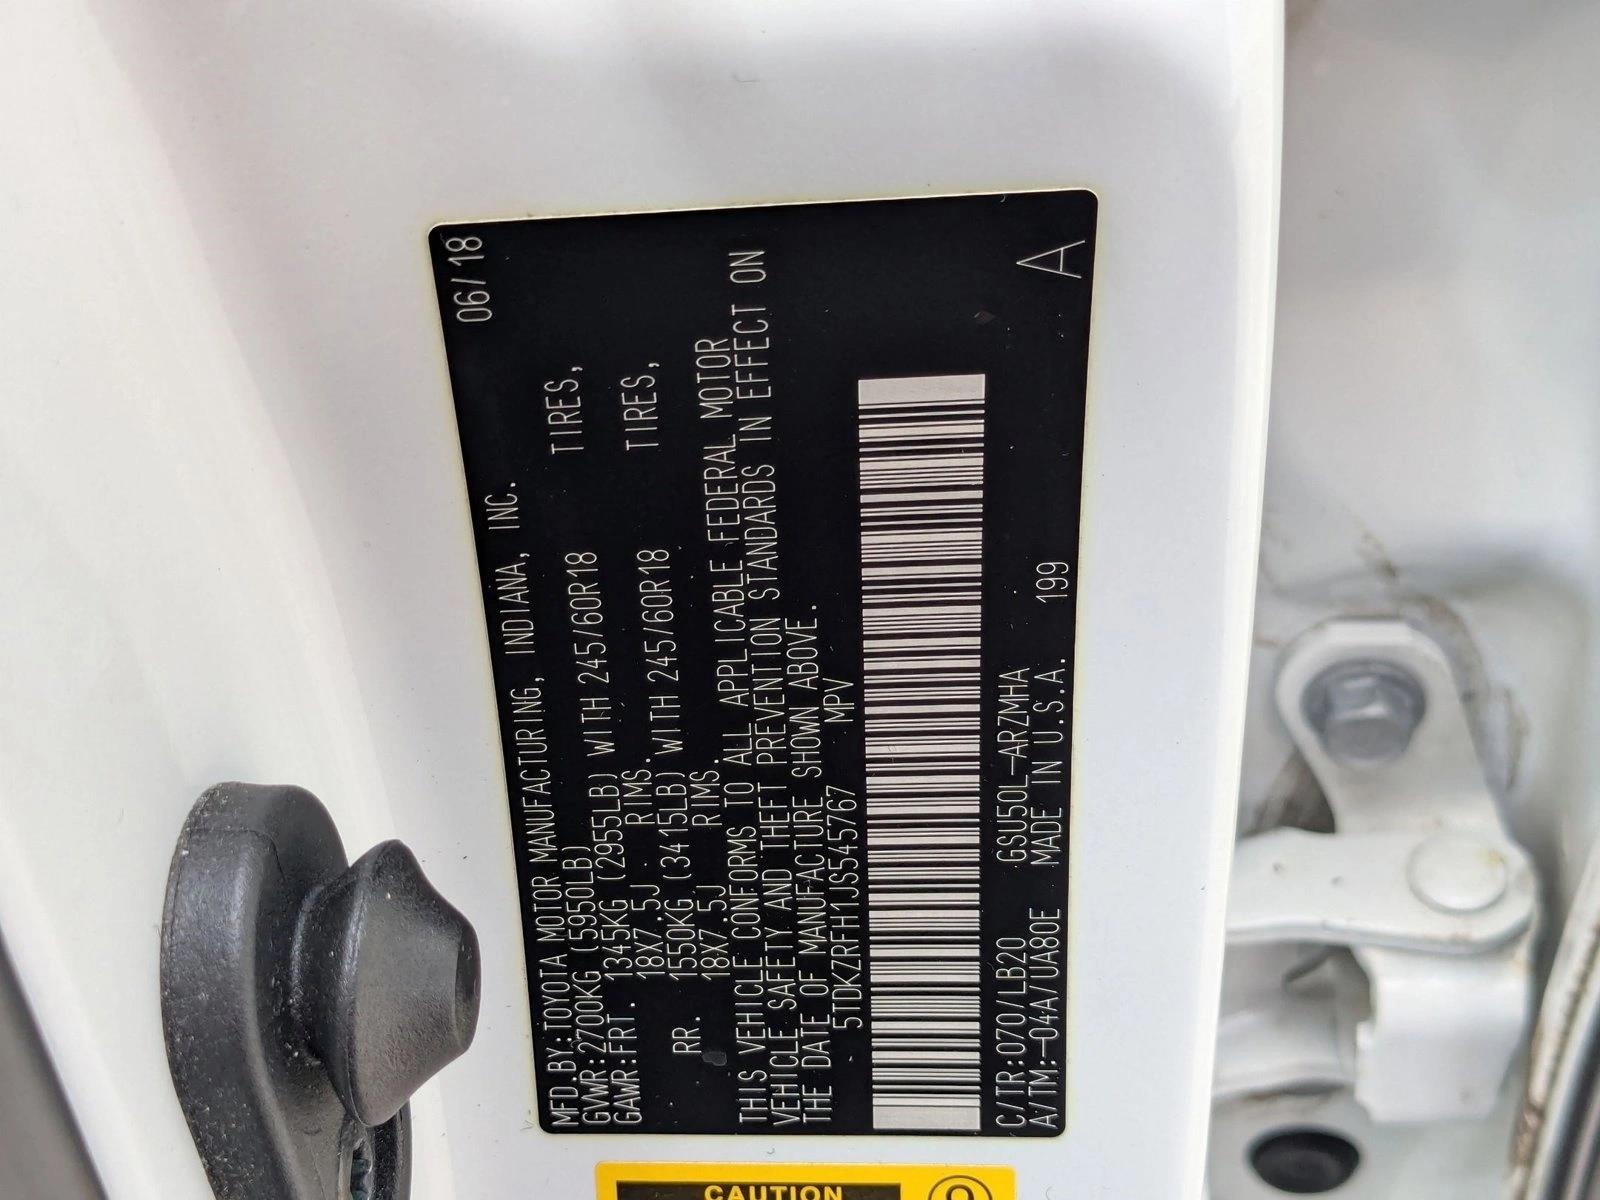 MFD.BY:TOYOTA MOTOR MANUFACTURING, INDIANA, INC. 06/18
GVWR:2700KG (5950LB)
GAWR:FRT. 1345KG (2955LB) WITH 245/60R18 TIRES,
18X7.5J RIMS.
RR. 1550KG (3415LB) WITH 245/60R18 TIRES,
18X7.5J RIMS.
THIS VEHICLE CONFORMS TO ALL APPLICABLE FEDERAL MOTOR
VEHICLE SAFETY AND THEFT PREVENTION STANDARDS IN EFFECT ON
THE DATE OF MANUFACTURE SHOWN ABOVE.
5TDKZRFH1JS545767 MPV
C/TR:070/LB20 GSU50L-ARZMHA
A/TM:-04A/UA80E MADE IN U.S.A. 199 A
CAUTION